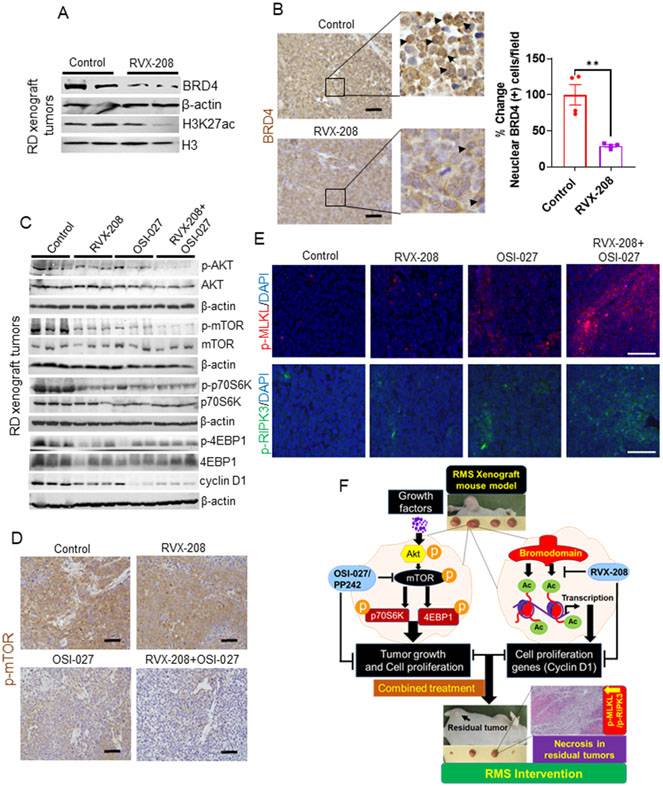 A
Control RVX-208
RD xenograft tumors
BRD4
β-actin
H3K27ac
H3
B
Control
RVX-208
BRD4
% Change
Neuclear BRD4 (+) cells/field
150
100
50
0
**
Control
RVX-208
C
Control
RVX-208
OSI-027
RVX-208+
OSI-027
RD xenograft tumors
p-AKT
AKT
β-actin
p-mTOR
mTOR
β-actin
p-p70S6K
p70S6K
β-actin
p-4EBP1
4EBP1
cyclin D1
β-actin
D
Control RVX-208
OSI-027 RVX-208+OSI-027
p-mTOR
E
Control RVX-208 OSI-027 RVX-208+
OSI-027
p-MLKL/DAPI
p-RIPK3/DAPI
F
RMS Xenograft
mouse model
Growth
factors
Akt
p
OSI-027/
PP242
mTOR
p
p
p
p70S6K
4EBP1
Bromodomain
RVX-208
Ac
Ac
Ac
Ac
Transcription
Tumor growth
and Cell proliferation
Cell proliferation
genes (Cyclin D1)
Combined treatment
Residual tumor
p-MLKL
/p-RIPK3
Necrosis in
residual tumors
RMS Intervention